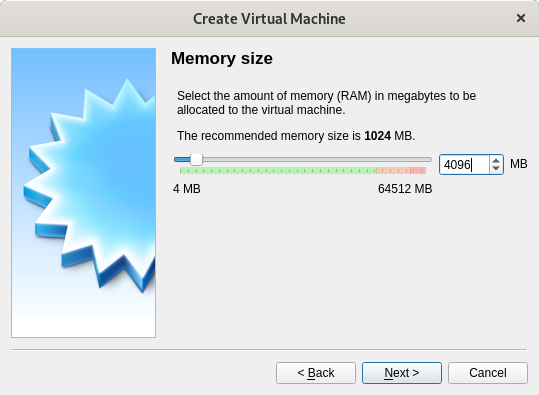 Create Virtual Machine
Memory size
Select the amount of memory (RAM) in megabytes to be
allocated to the virtual machine.
The recommended memory size is 1024 MB.
4096 MB
4 MB 64512 MB
< Back Next > Cancel